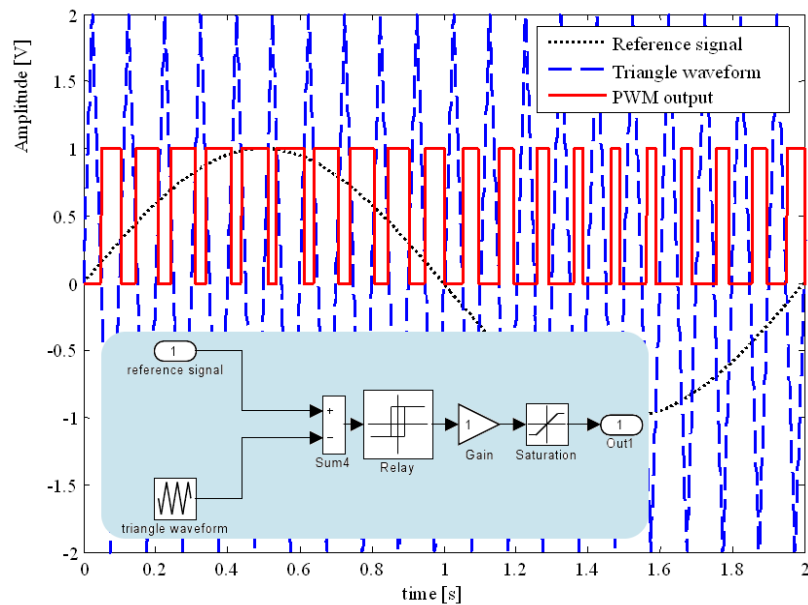 Amplitude [V]
2
1.5
1
0.5
0
-0.5
-1
-1.5
-2
Reference signal
Triangle waveform
PWM output
1
reference signal
triangle waveform
+
−
Sum4
Relay
1
Gain
Saturation
1
Out1
0 0.2 0.4 0.6 0.8 1 1.2 1.4 1.6 1.8 2
time [s]